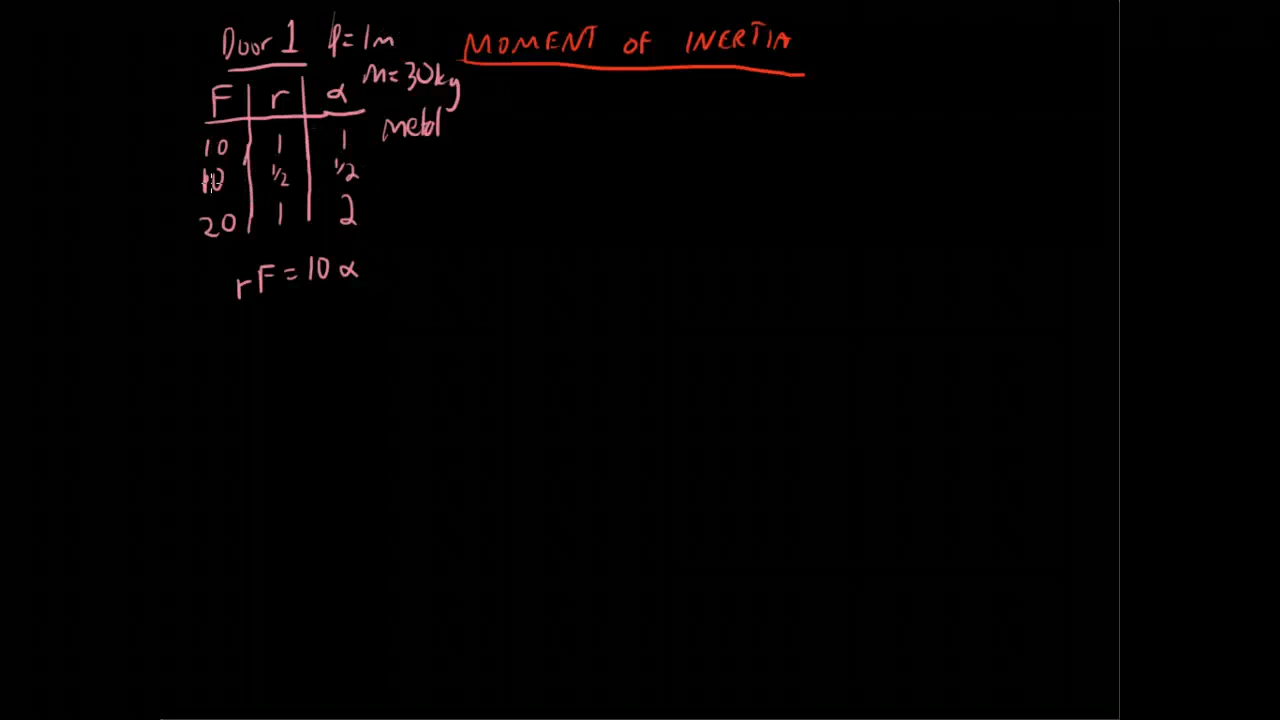 Door 1 l=1m
MOMENT OF INERTIA
m=30kg
F r α
metal
10 1 1
10 1/2 1/2
20 1 2
rF=10α